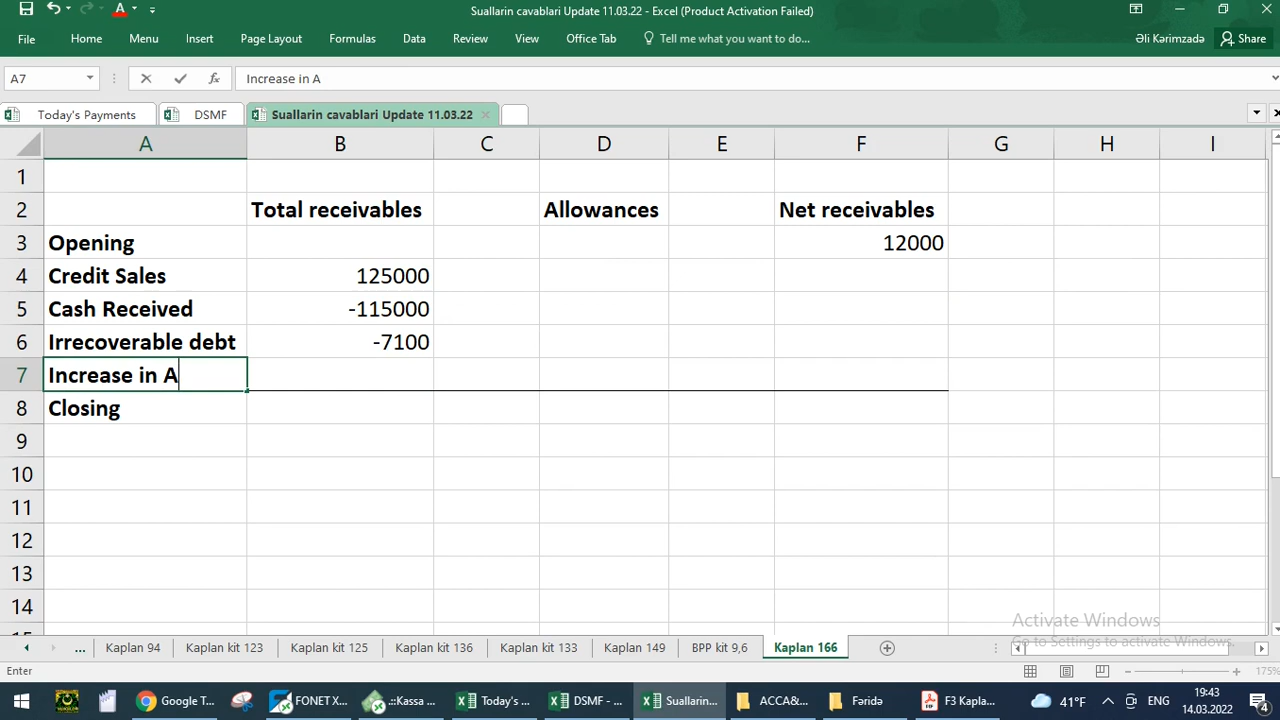 Suallarin cavablari Update 11.03.22 - Excel (Product Activation Failed)
File Home Menu Insert Page Layout Formulas Data Review View Office Tab Tell me what you want to do... Əli Kərimzadə Share
A7 Increase in A
Today's Payments DSMF Suallarin cavablari Update 11.03.22
A B C D E F G H I
1
2 Total receivables Allowances Net receivables
3 Opening 12000
4 Credit Sales 125000
5 Cash Received -115000
6 Irrecoverable debt -7100
7 Increase in A
8 Closing
9
10
11
12
13
14
Activate Windows
Go to Settings to activate Windows.
... Kaplan 94 Kaplan kit 123 Kaplan kit 125 Kaplan kit 136 Kaplan kit 133 Kaplan 149 BPP kit 9,6 Kaplan 166
Enter 175%
Google T... FONET X... :::Kassa ... Today's ... DSMF - ... Suallarin... ACCA&... Fəridə F3 Kapla... 41°F ENG 19:43
14.03.2022 4